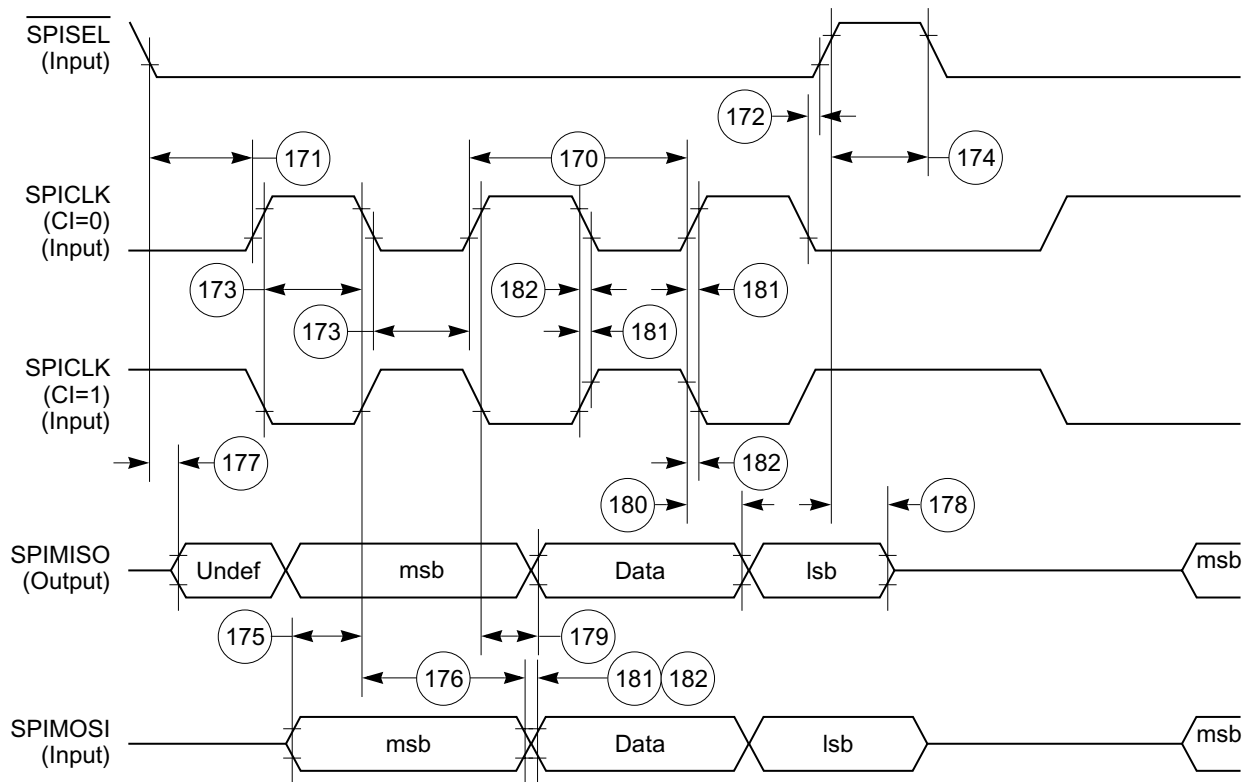 SPISEL
(Input)
172
171
170
174
SPICLK
(CI=0)
(Input)
173
182
181
173
181
SPICLK
(CI=1)
(Input)
177
182
180
178
SPIMISO
(Output)
Undef
msb
Data
lsb
msb
175
179
176
181
182
SPIMOSI
(Input)
msb
Data
lsb
msb